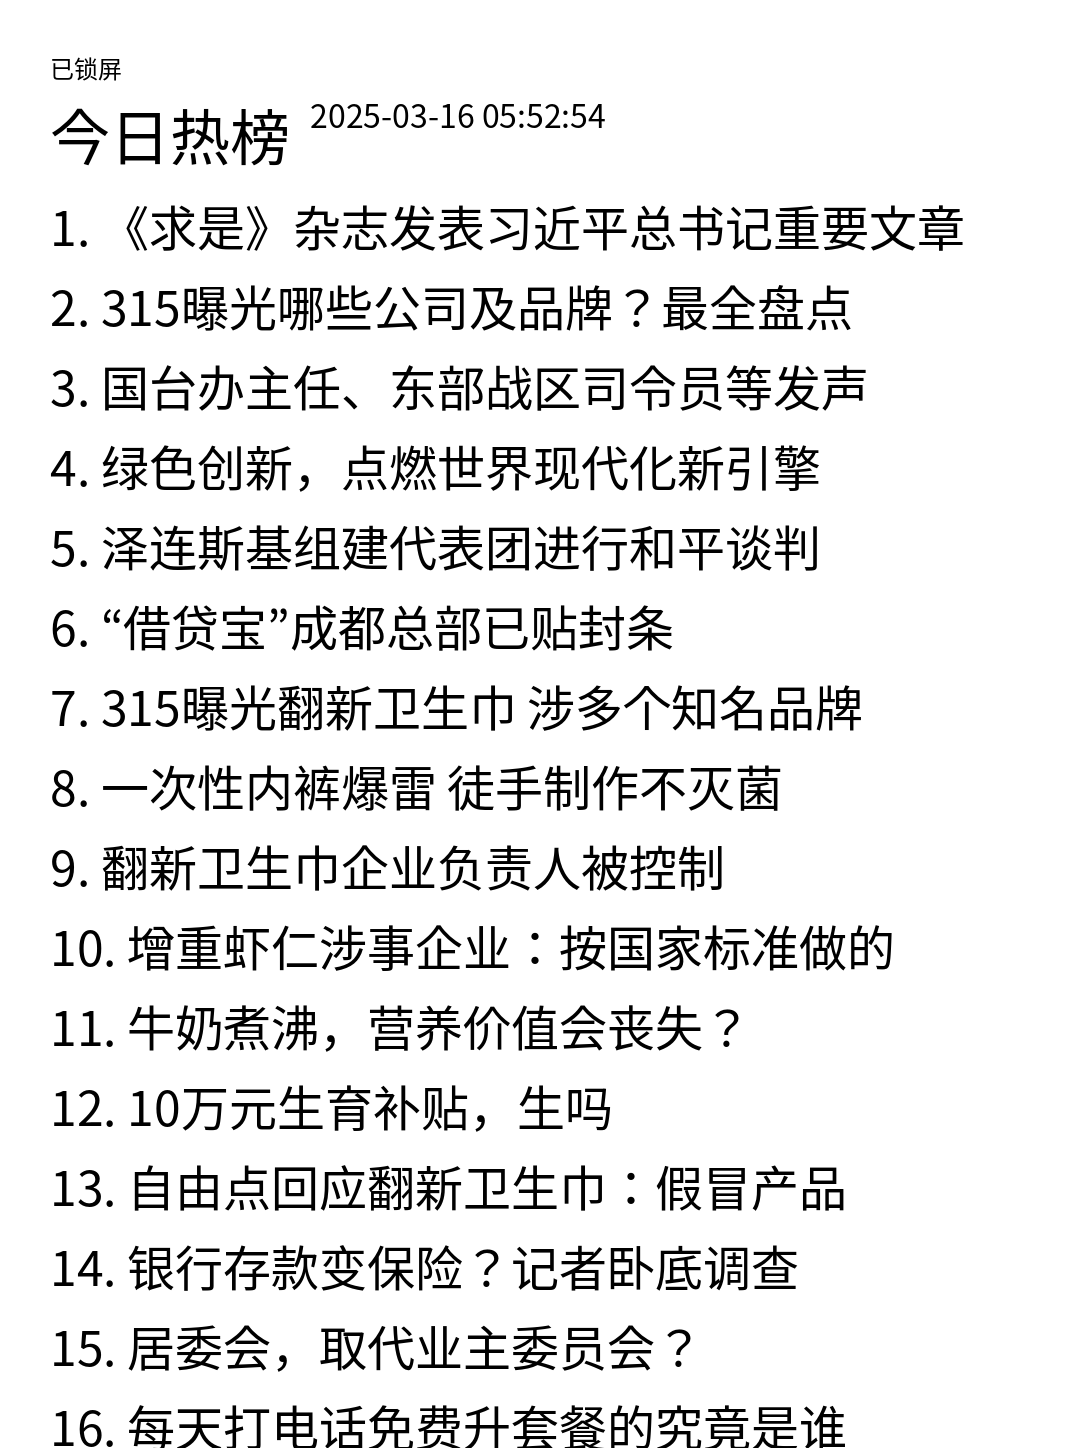 已锁屏
今日热榜 2025-03-16 05:52:54
1. 《求是》杂志发表习近平总书记重要文章
2. 315曝光哪些公司及品牌？最全盘点
3. 国台办主任、东部战区司令员等发声
4. 绿色创新，点燃世界现代化新引擎
5. 泽连斯基组建代表团进行和平谈判
6. “借贷宝”成都总部已贴封条
7. 315曝光翻新卫生巾 涉多个知名品牌
8. 一次性内裤爆雷 徒手制作不灭菌
9. 翻新卫生巾企业负责人被控制
10. 增重虾仁涉事企业：按国家标准做的
11. 牛奶煮沸，营养价值会丧失？
12. 10万元生育补贴，生吗
13. 自由点回应翻新卫生巾：假冒产品
14. 银行存款变保险？记者卧底调查
15. 居委会，取代业主委员会？
16. 每天打电话免费升套餐的究竟是谁